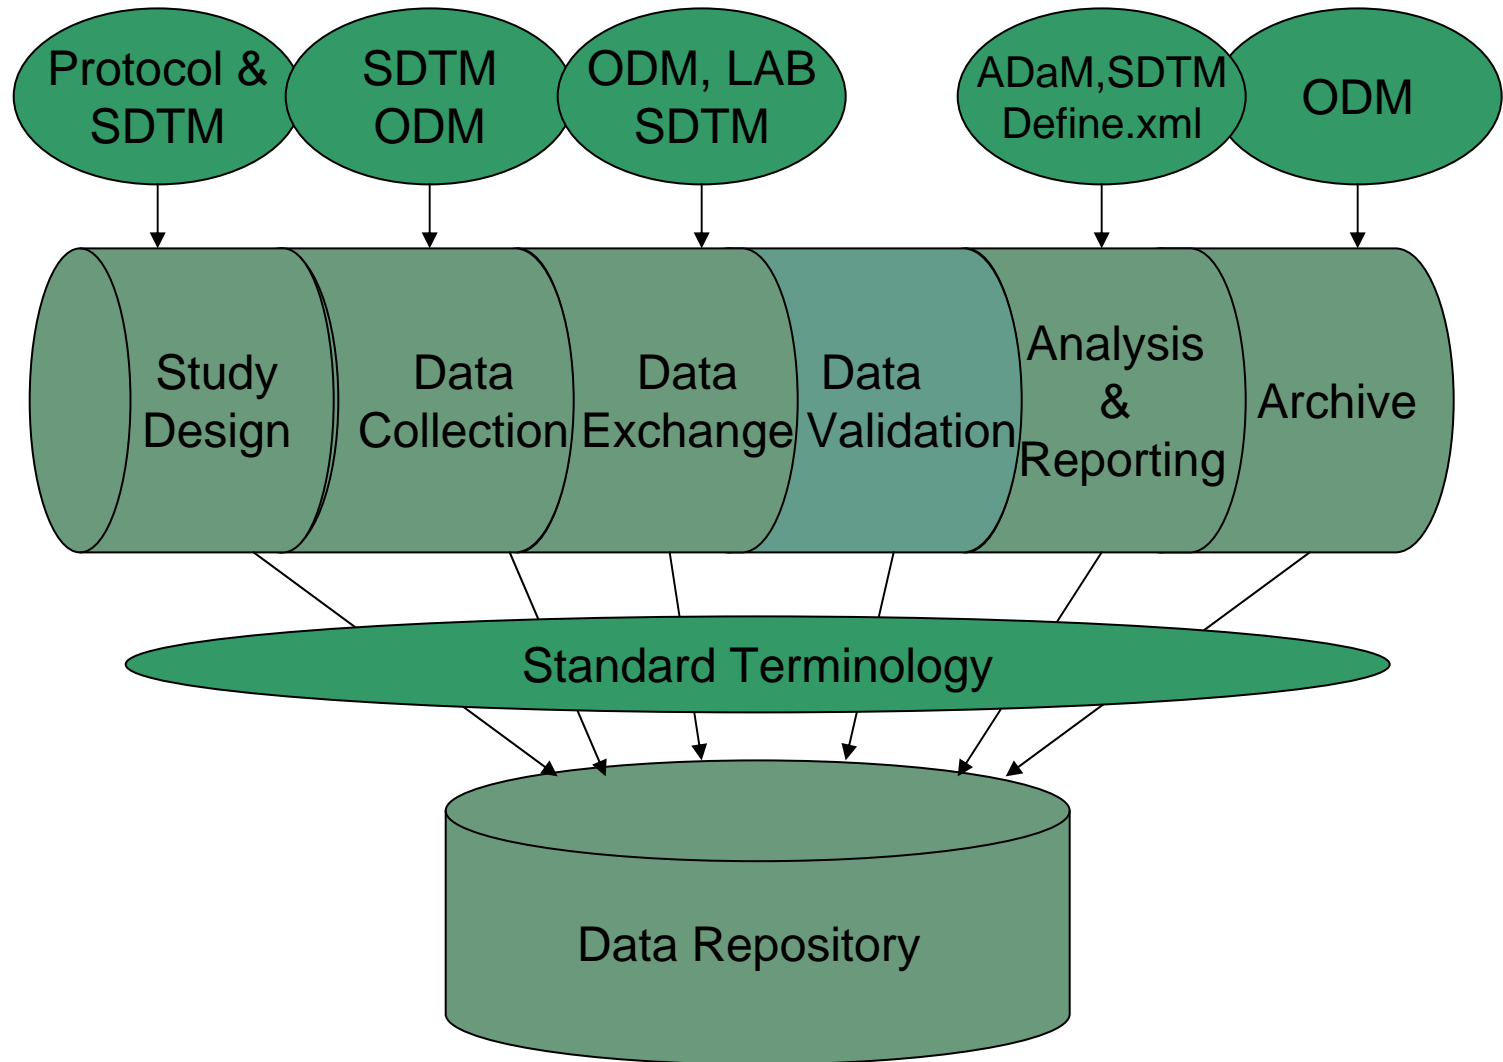 Protocol &
SDTM
SDTM
ODM
ODM, LAB
SDTM
ADaM,SDTM
Define.xml
ODM
Study
Design
Data
Collection
Data
Exchange
Data
Validation
Analysis
&
Reporting
Archive
Standard Terminology
Data Repository